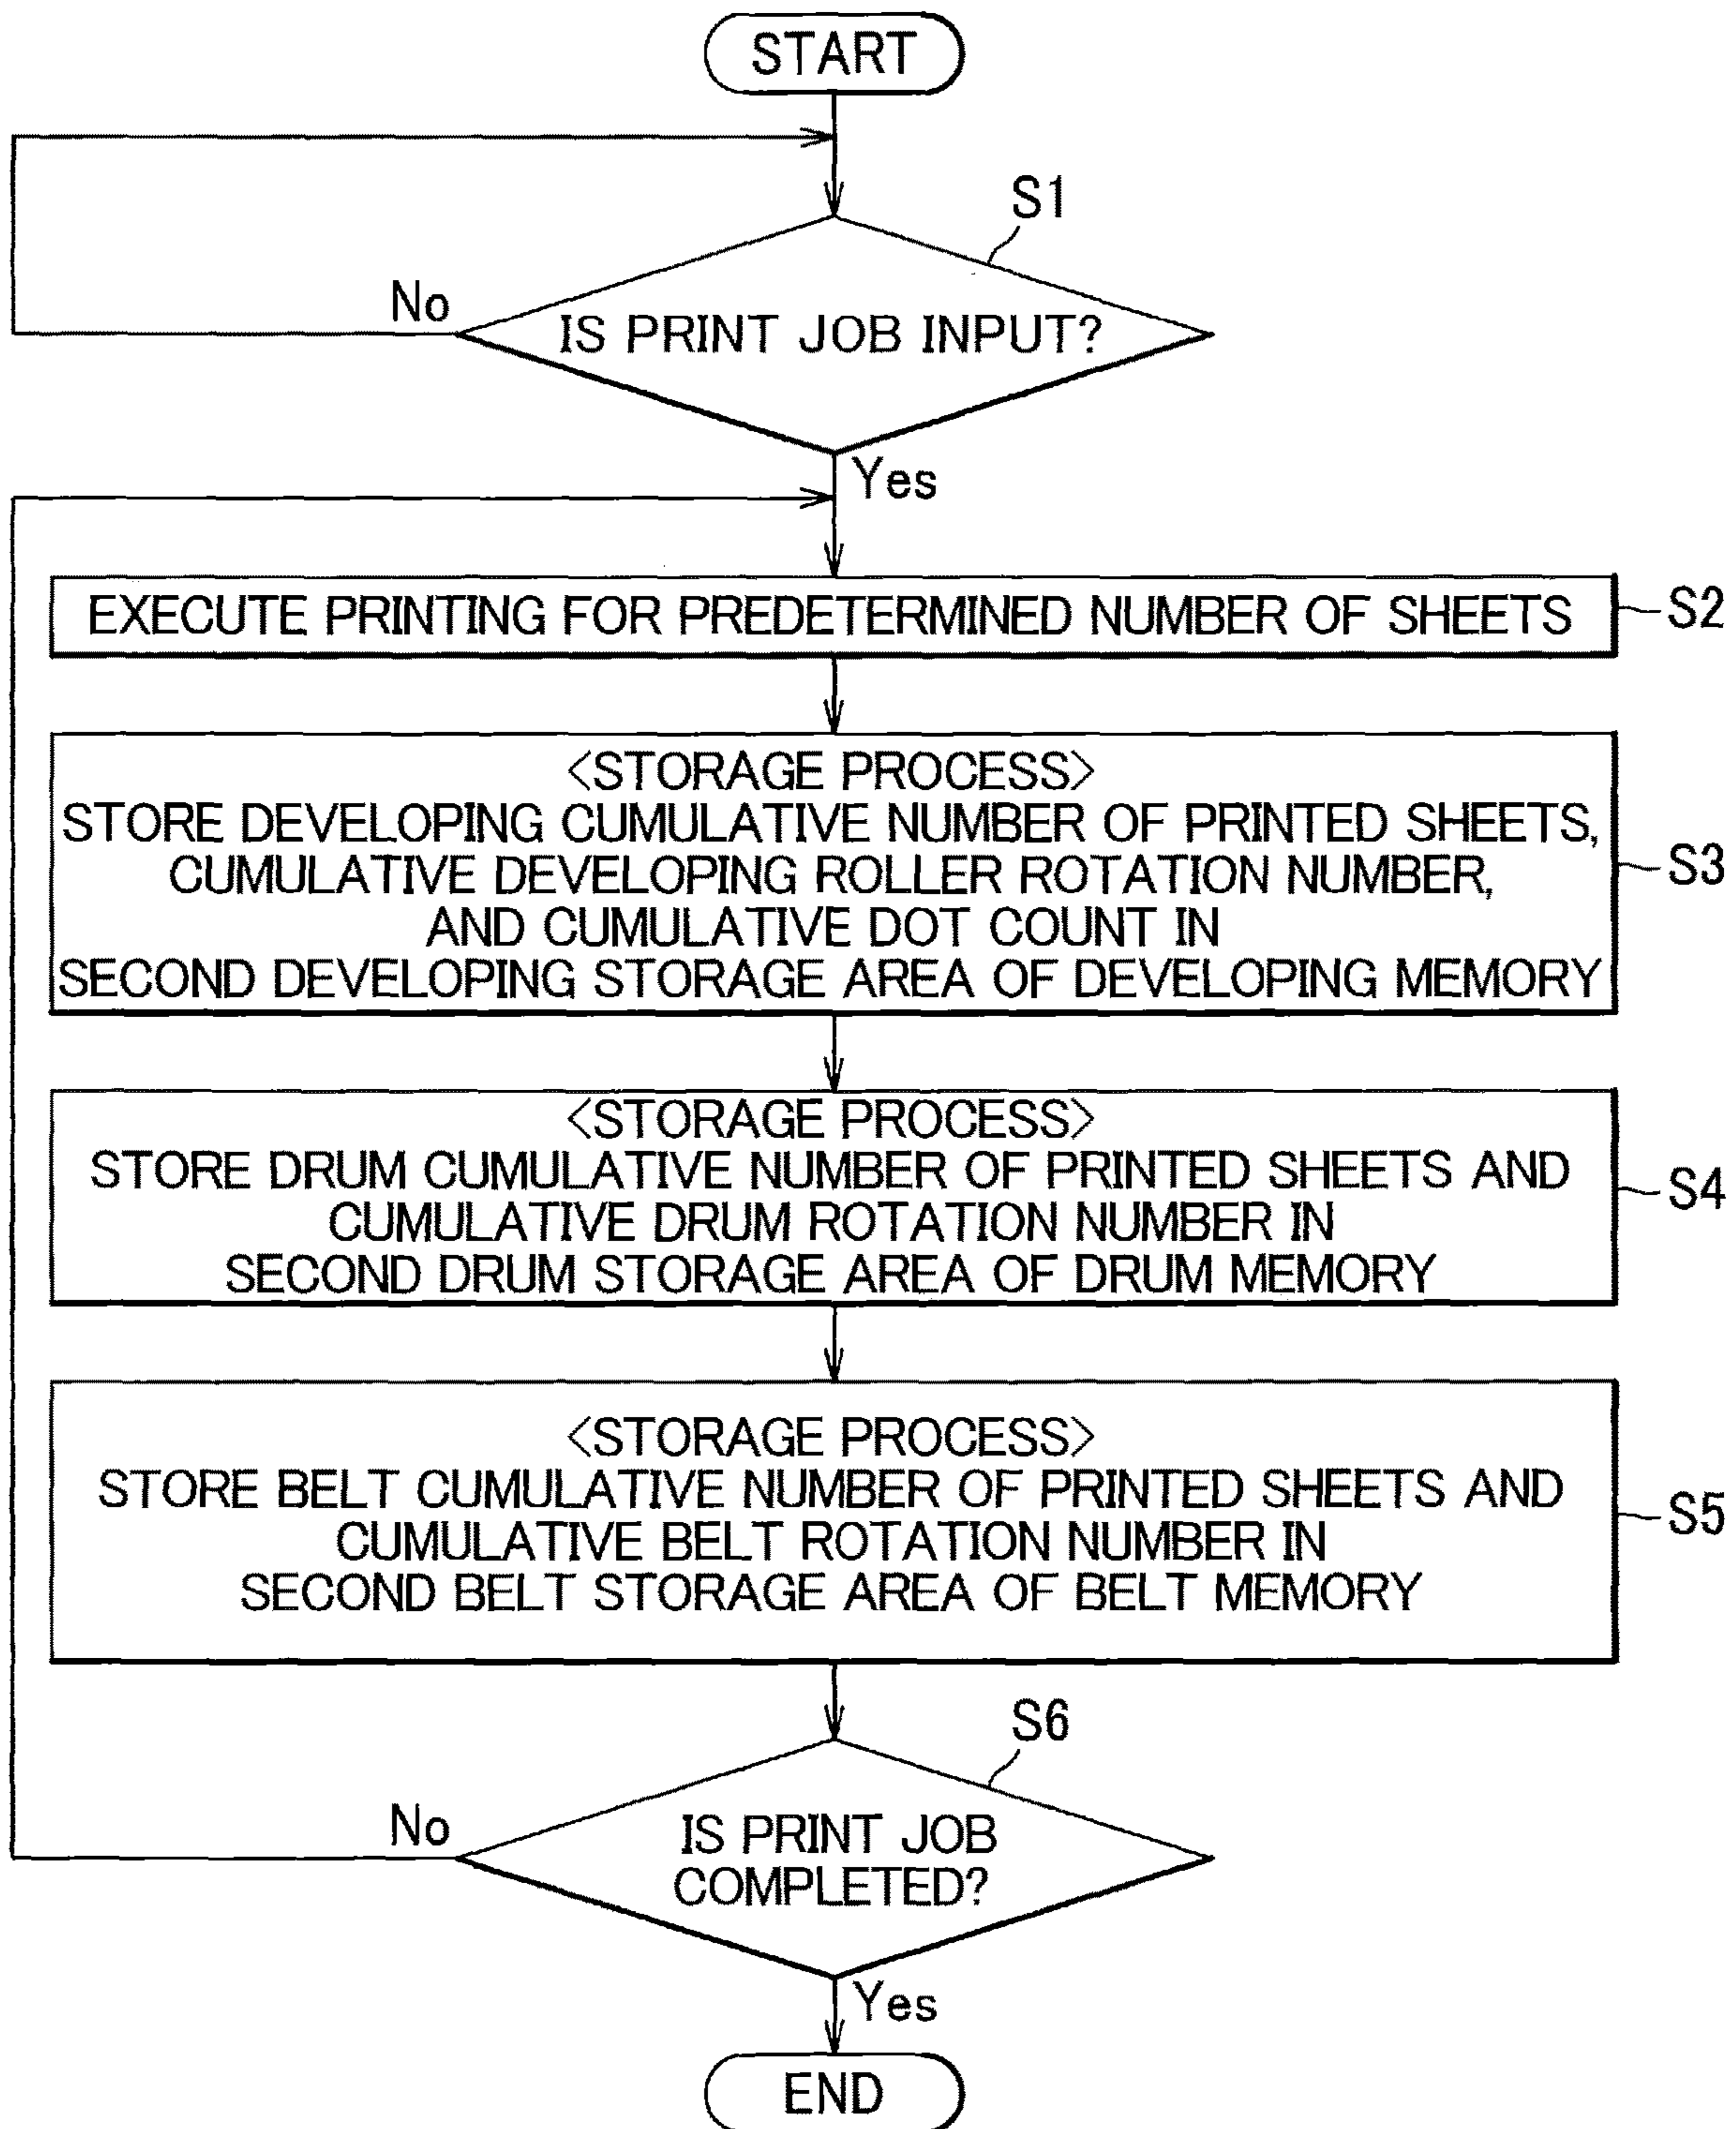 START
S1
No
IS PRINT JOB INPUT?
Yes
EXECUTE PRINTING FOR PREDETERMINED NUMBER OF SHEETS
S2
<STORAGE PROCESS>
STORE DEVELOPING CUMULATIVE NUMBER OF PRINTED SHEETS,
CUMULATIVE DEVELOPING ROLLER ROTATION NUMBER,
AND CUMULATIVE DOT COUNT IN
SECOND DEVELOPING STORAGE AREA OF DEVELOPING MEMORY
S3
<STORAGE PROCESS>
STORE DRUM CUMULATIVE NUMBER OF PRINTED SHEETS AND
CUMULATIVE DRUM ROTATION NUMBER IN
SECOND DRUM STORAGE AREA OF DRUM MEMORY
S4
<STORAGE PROCESS>
STORE BELT CUMULATIVE NUMBER OF PRINTED SHEETS AND
CUMULATIVE BELT ROTATION NUMBER IN
SECOND BELT STORAGE AREA OF BELT MEMORY
S5
S6
No
IS PRINT JOB
COMPLETED?
Yes
END